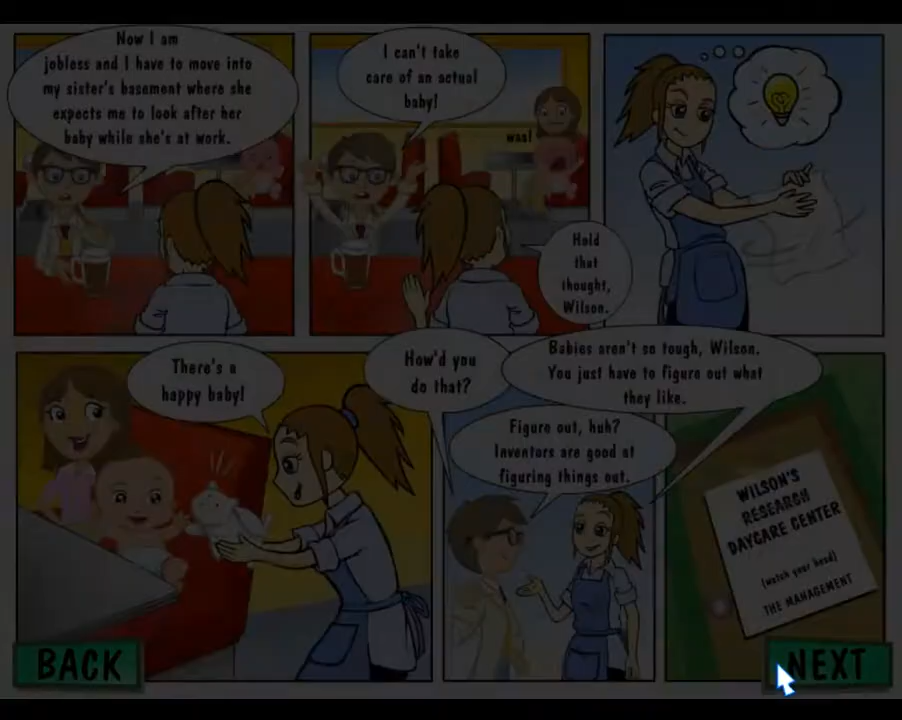 Now I am
jobless and I have to move into
my sister's basement where she
expects me to look after her
baby while she's at work.
I can't take
care of an actual
baby!
waa!
Hold
that
thought,
Wilson.
There's a
happy baby!
How'd you
do that?
Babies aren't so tough, Wilson.
You just have to figure out what
they like.
Figure out, huh?
Inventors are good at
figuring things out.
WILSON'S
RESEARCH
DAYCARE CENTER
(watch your head)
THE MANAGEMENT
BACK
NEXT